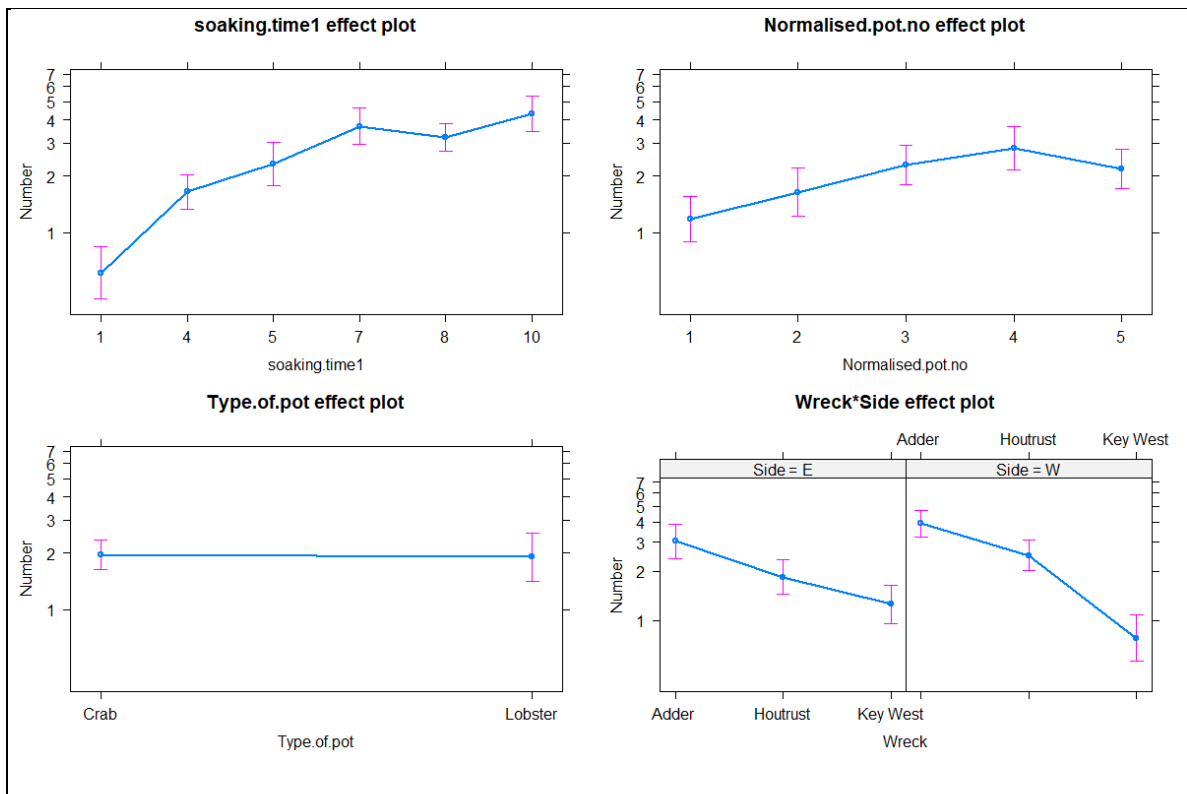 soaking.time1 effect plot
Number
7
6
5
4
3
2
1
1 4 5 7 8 10
soaking.time1
Normalised.pot.no effect plot
Number
7
6
5
4
3
2
1
1 2 3 4 5
Normalised.pot.no
Type.of.pot effect plot
Number
7
6
5
4
3
2
1
Crab Lobster
Type.of.pot
Wreck*Side effect plot
Adder Houtrust Key West
Side = E Side = W
Number
7
6
5
4
3
2
1
Adder Houtrust Key West
Wreck